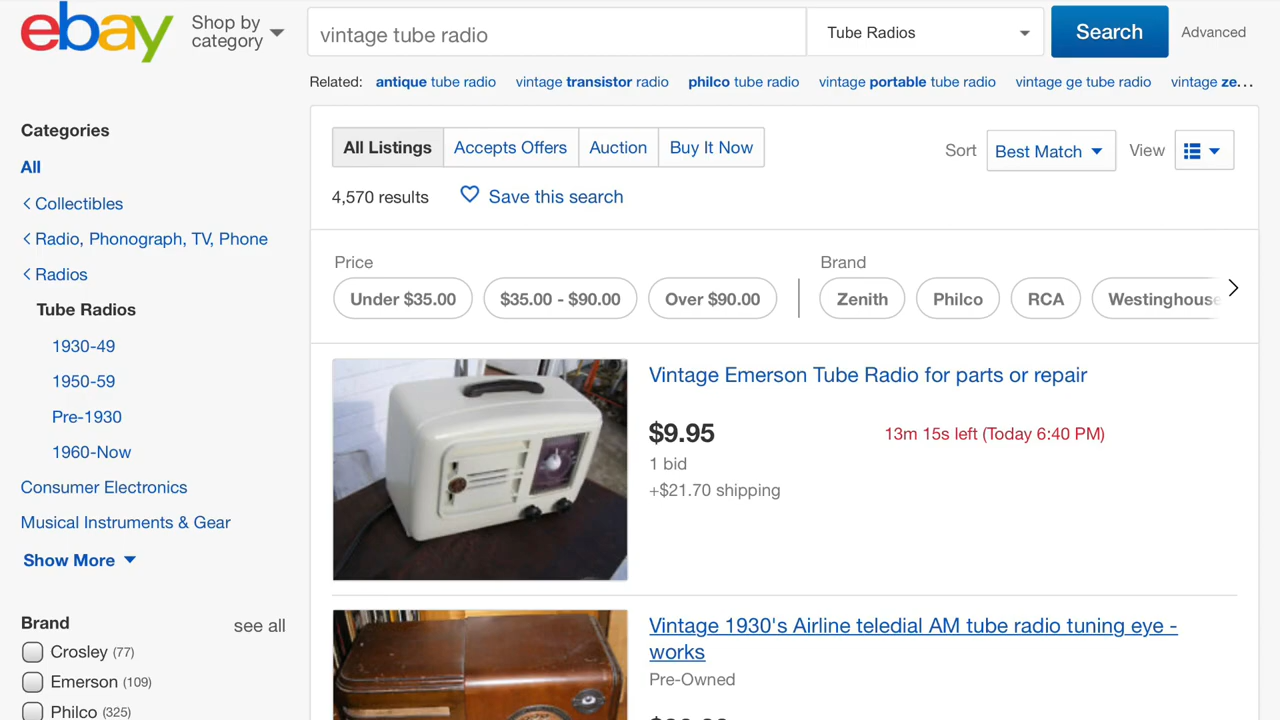 ebay
Shop by
category
vintage tube radio
Tube Radios
Search
Advanced
Related: antique tube radio vintage transistor radio philco tube radio vintage portable tube radio vintage ge tube radio vintage ze...
Categories
All
Collectibles
Radio, Phonograph, TV, Phone
Radios
Tube Radios
1930-49
1950-59
Pre-1930
1960-Now
Consumer Electronics
Musical Instruments & Gear
Show More
Brand see all
Crosley (77)
Emerson (109)
Philco (325)
All Listings Accepts Offers Auction Buy It Now
Sort Best Match View
4,570 results Save this search
Price Brand
Under $35.00 $35.00 - $90.00 Over $90.00 Zenith Philco RCA Westinghouse
Vintage Emerson Tube Radio for parts or repair
$9.95 13m 15s left (Today 6:40 PM)
1 bid
+$21.70 shipping
Vintage 1930's Airline teledial AM tube radio tuning eye -
works
Pre-Owned